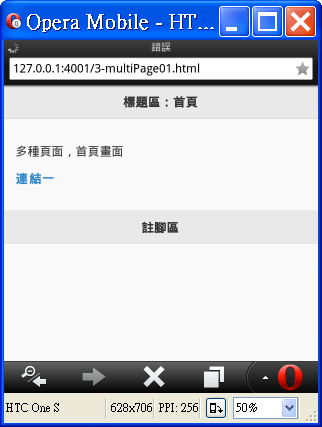 Opera Mobile - HT...
錯誤
127.0.0.1:4001/3-multiPage01.html
標題區：首頁
多種頁面，首頁畫面
連結一
註腳區
HTC One S 628x706 PPI: 256 50%